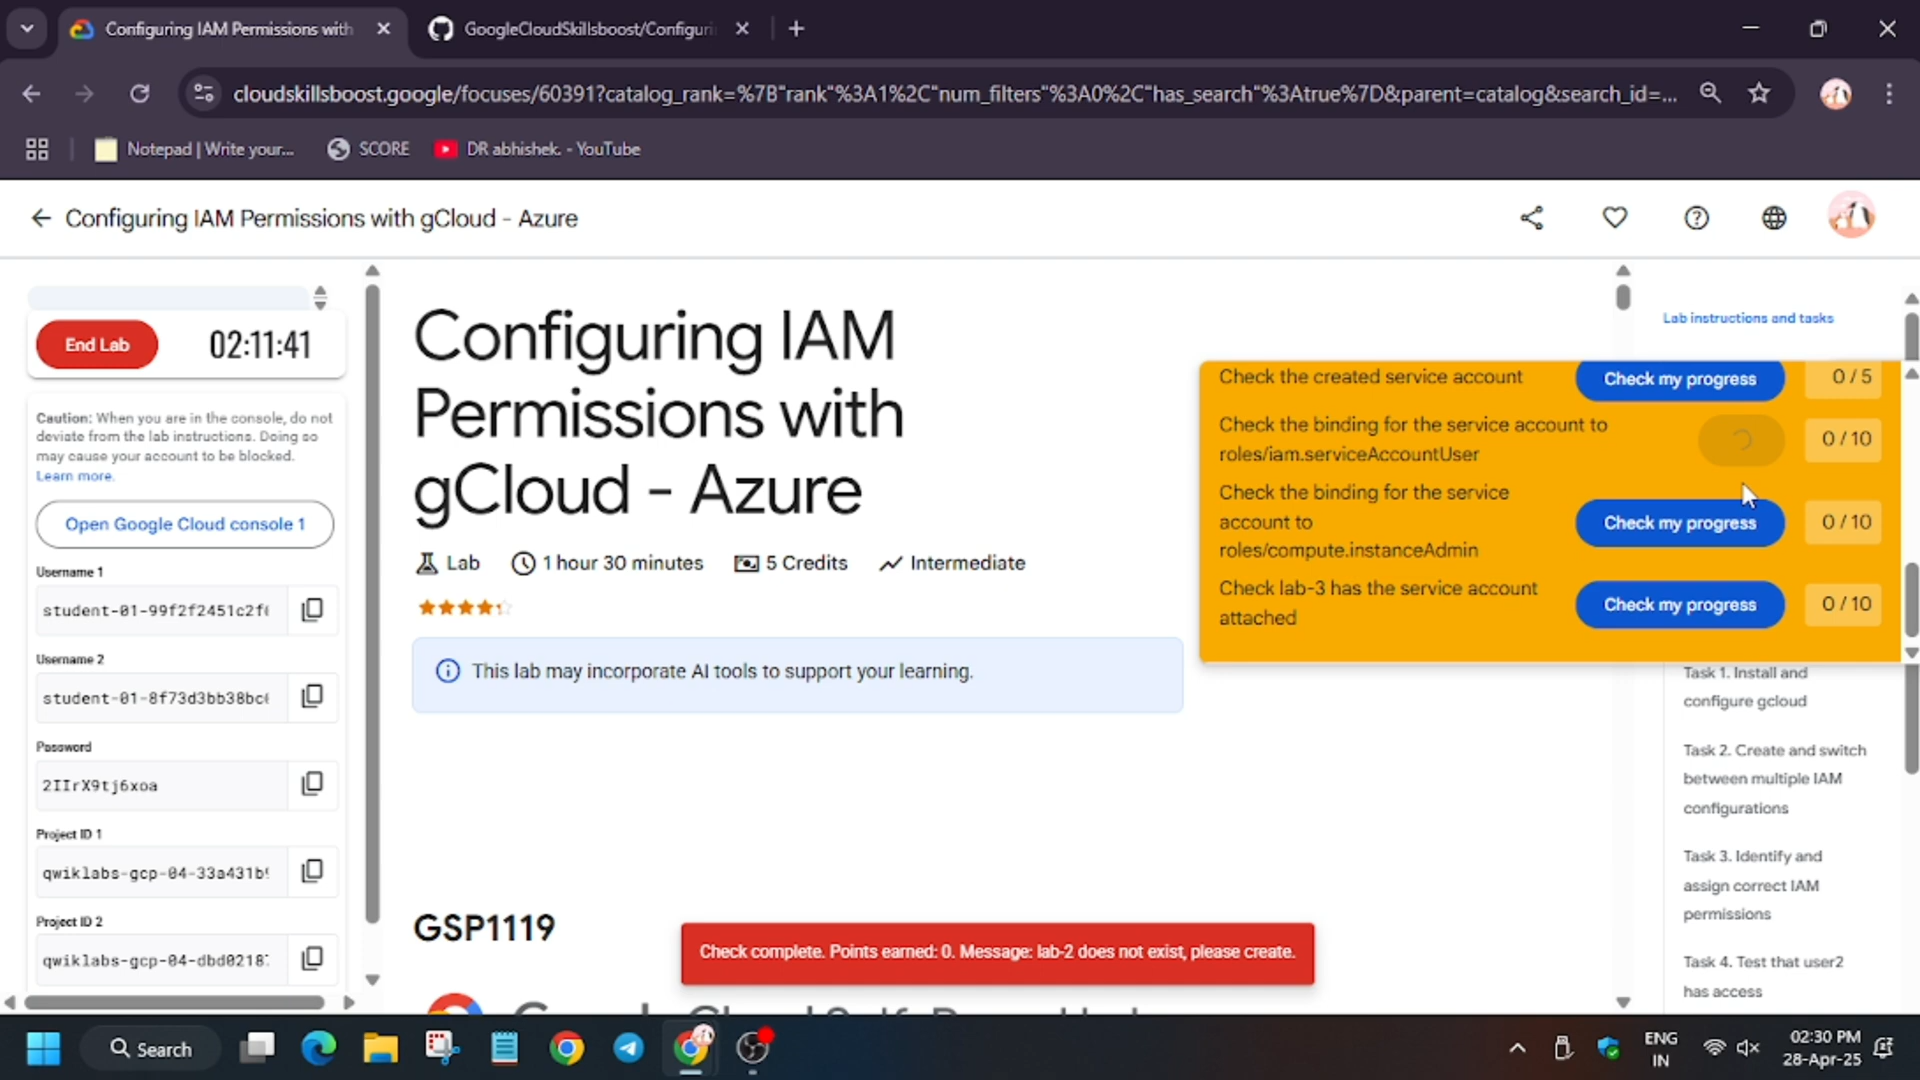 Configuring IAM Permissions with
GoogleCloudSkillsboost/Configuri
cloudskillsboost.google/focuses/60391?catalog_rank=%7B"rank"%3A1%2C"num_filters"%3A0%2C"has_search"%3Atrue%7D&parent=catalog&search_id=...
Notepad | Write your...
SCORE
DR abhishek. - YouTube
Configuring IAM Permissions with gCloud - Azure
End Lab
02:11:41
Caution: When you are in the console, do not
deviate from the lab instructions. Doing so
may cause your account to be blocked.
Learn more.
Open Google Cloud console 1
Username 1
student-01-99f2f2451c2f
Username 2
student-01-8f73d3bb38bc
Password
2IIrX9tj6xoa
Project ID 1
qwiklabs-gcp-04-33a431b
Project ID 2
qwiklabs-gcp-04-dbd0218
Configuring IAM
Permissions with
gCloud - Azure
Lab
1 hour 30 minutes
5 Credits
Intermediate
This lab may incorporate AI tools to support your learning.
GSP1119
Check complete. Points earned: 0. Message: lab-2 does not exist, please create.
Lab instructions and tasks
Check the created service account
Check my progress
0 / 5
Check the binding for the service account to
roles/iam.serviceAccountUser
0 / 10
Check the binding for the service
account to
roles/compute.instanceAdmin
Check my progress
0 / 10
Check lab-3 has the service account
attached
Check my progress
0 / 10
Task 1. Install and
configure gcloud
Task 2. Create and switch
between multiple IAM
configurations
Task 3. Identify and
assign correct IAM
permissions
Task 4. Test that user2
has access
Search
ENG
IN
02:30 PM
28-Apr-25